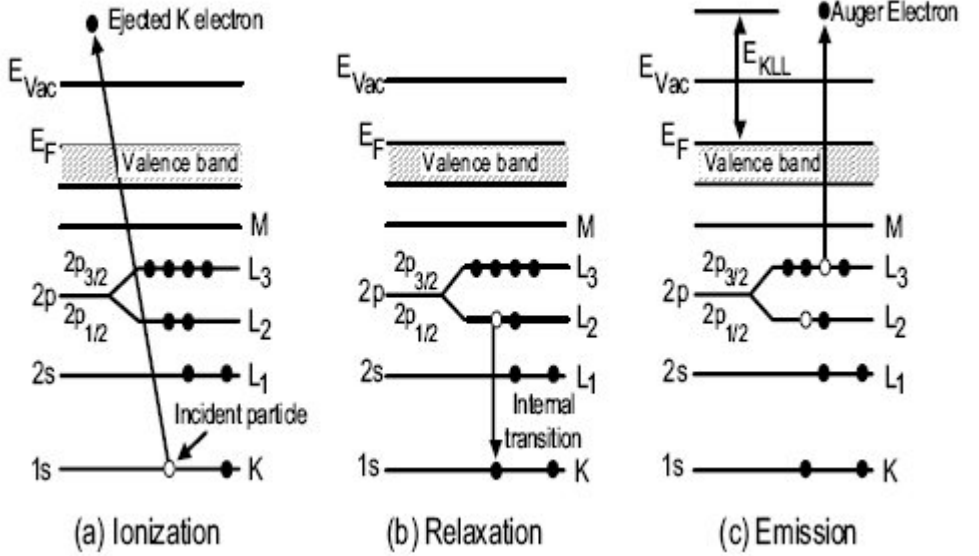 Ejected K electron
E_Vac
E_F
Valence band
M
2p_3/2
L_3
2p
2p_1/2
L_2
2s
L_1
Incident particle
1s
K
(a) Ionization
E_Vac
E_F
Valence band
M
2p_3/2
L_3
2p
2p_1/2
L_2
2s
L_1
Internal
transition
1s
K
(b) Relaxation
Auger Electron
E_KLL
E_Vac
E_F
Valence band
M
2p_3/2
L_3
2p
2p_1/2
L_2
2s
L_1
1s
K
(c) Emission